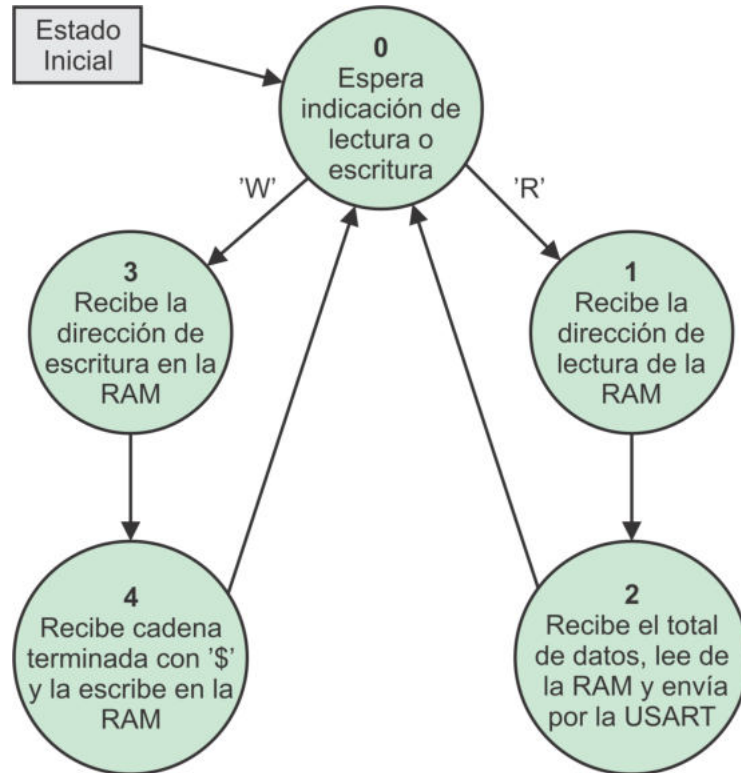 Estado
Inicial
0
Espera
indicación de
lectura o
escritura
'W'
'R'
3
Recibe la
dirección de
escritura en la
RAM
1
Recibe la
dirección de
lectura de la
RAM
4
Recibe cadena
terminada con '$'
y la escribe en la
RAM
2
Recibe el total
de datos, lee de
la RAM y envía
por la USART